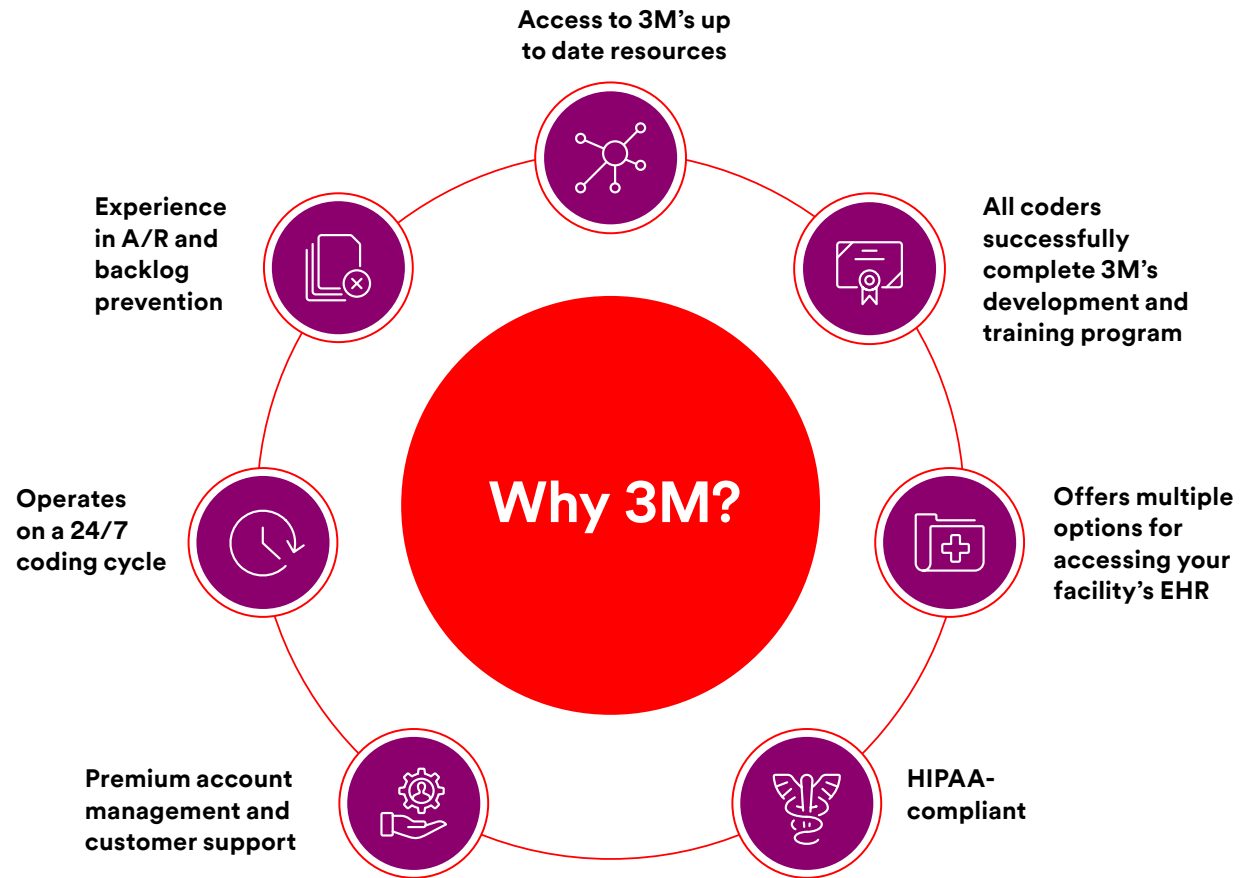 Access to 3M’s up
to date resources
All coders
successfully
complete 3M’s
development and
training program
Offers multiple
options for
accessing your
facility’s EHR
HIPAA-
compliant
Premium account
management and
customer support
Operates
on a 24/7
coding cycle
Experience
in A/R and
backlog
prevention
Why 3M?